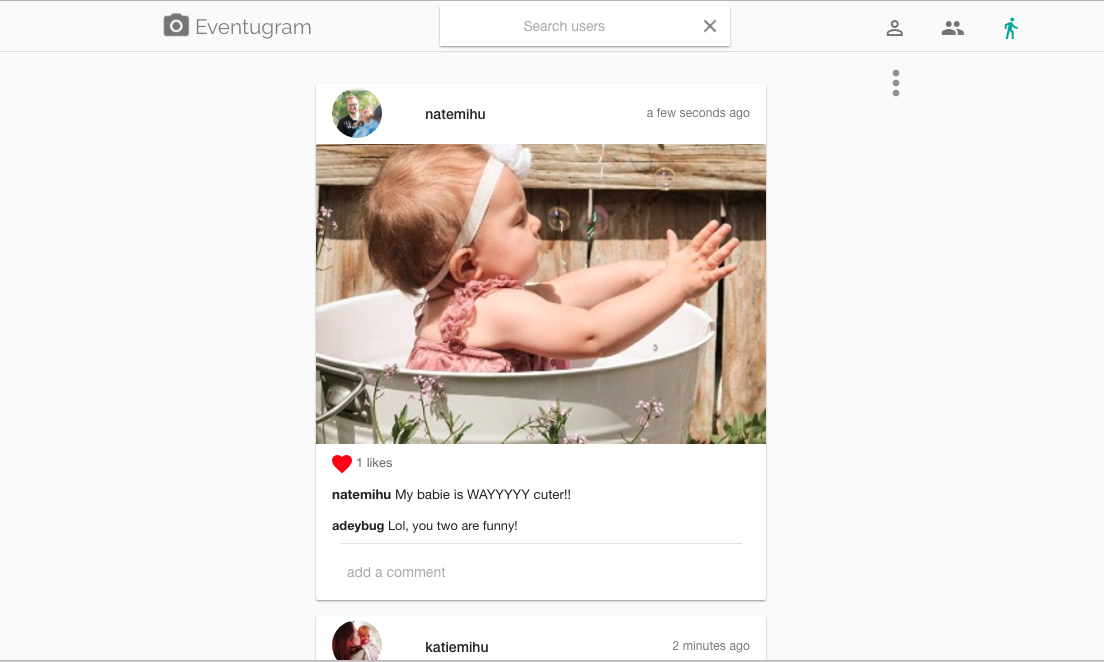 Eventugram
Search users
natemihu
a few seconds ago
1 likes
natemihu My babie is WAYYYYY cuter!!
adeybug Lol, you two are funny!
add a comment
katiemihu
2 minutes ago